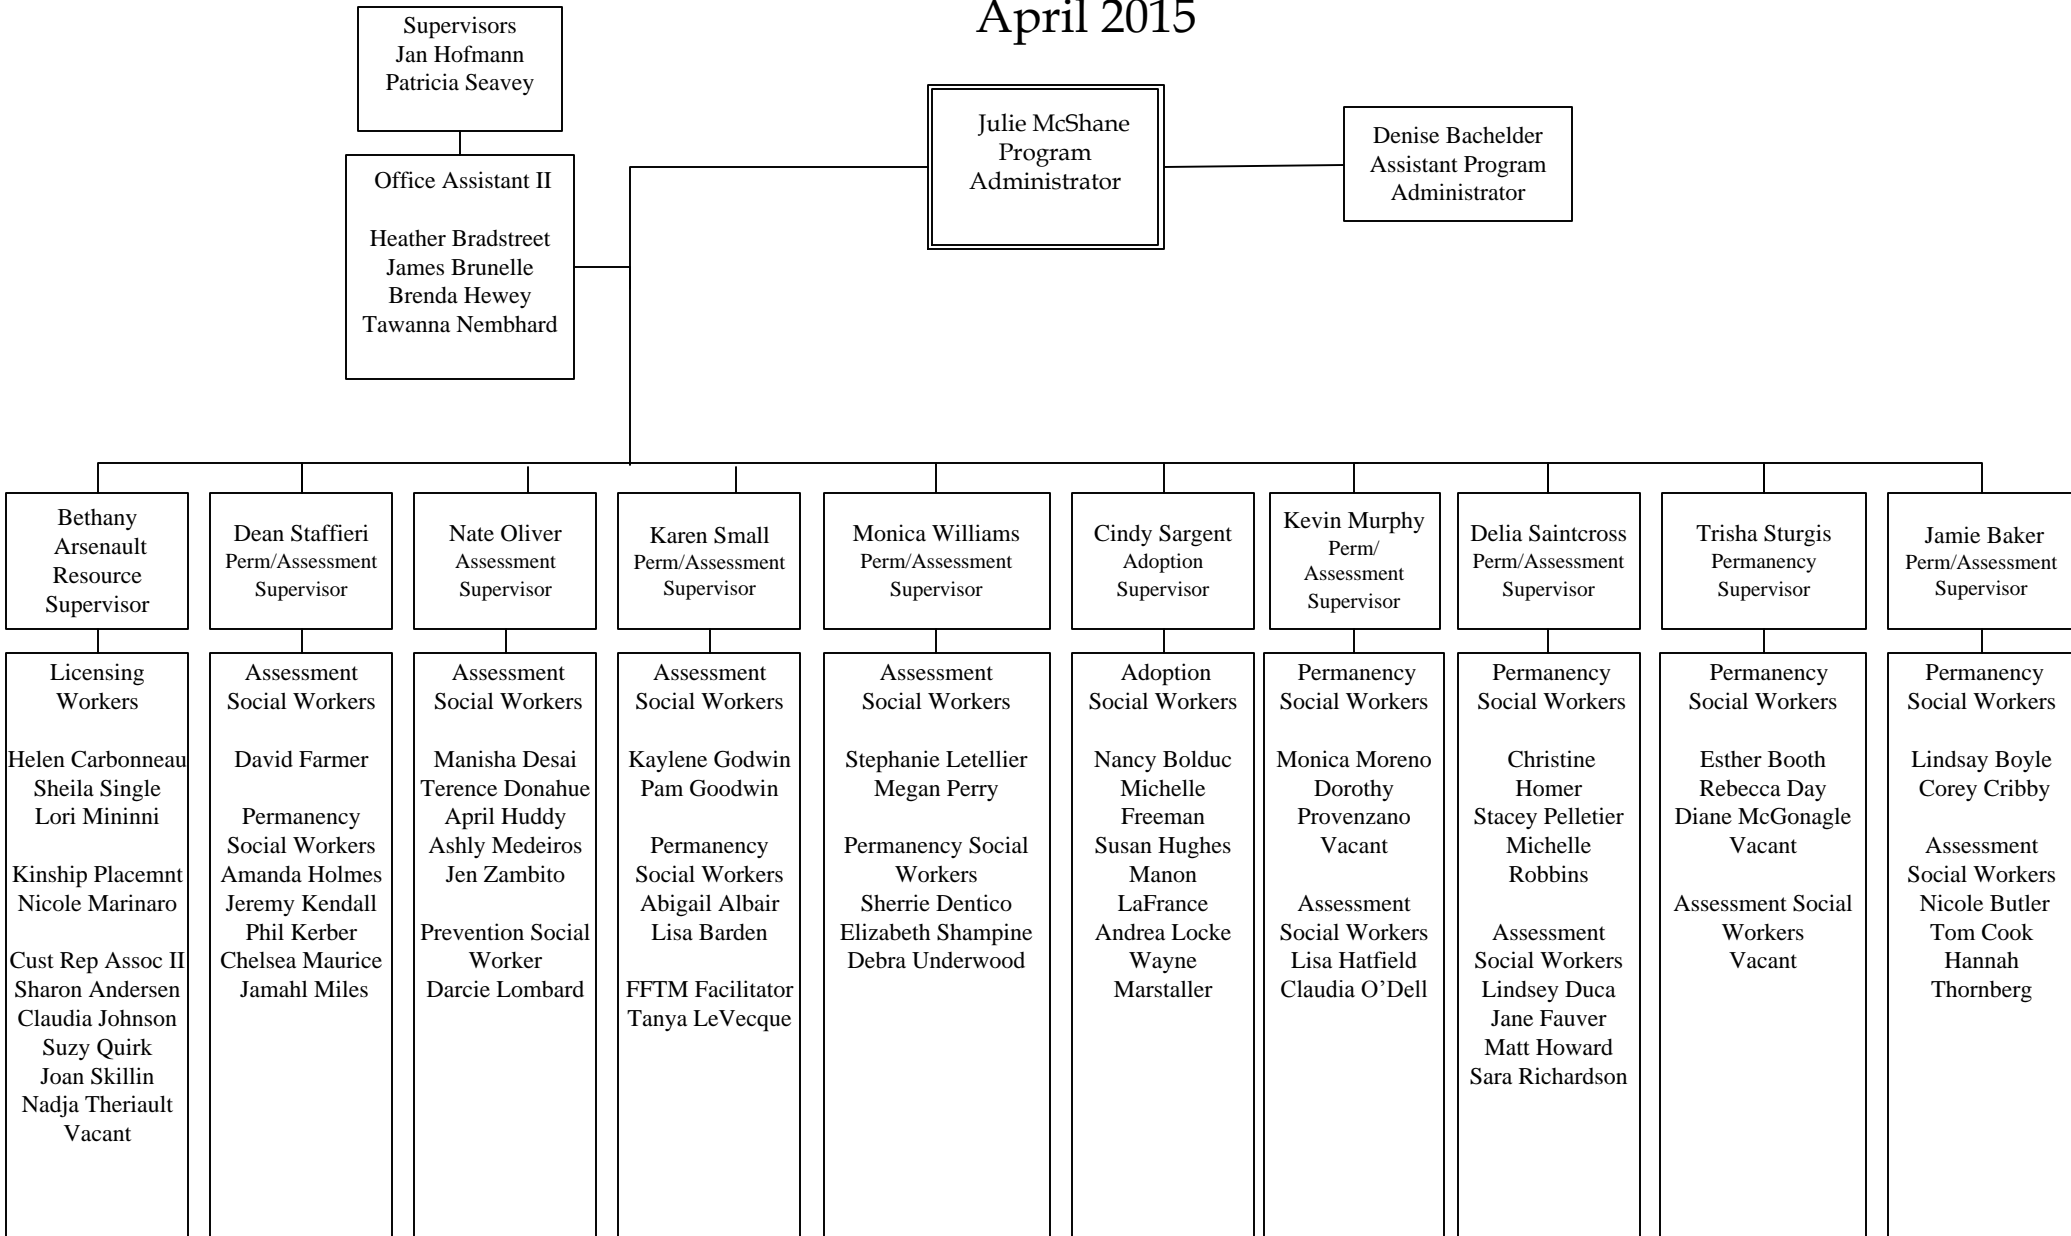 April 2015
Supervisors
Jan Hofmann
Patricia Seavey
Julie McShane
Program
Administrator
Denise Bachelder
Assistant Program
Administrator
Office Assistant II
Heather Bradstreet
James Brunelle
Brenda Hewey
Tawanna Nembhard
Bethany
Arsenault
Resource
Supervisor
Dean Staffieri
Perm/Assessment
Supervisor
Nate Oliver
Assessment
Supervisor
Karen Small
Perm/Assessment
Supervisor
Monica Williams
Perm/Assessment
Supervisor
Cindy Sargent
Adoption
Supervisor
Kevin Murphy
Perm/
Assessment
Supervisor
Delia Saintcross
Perm/Assessment
Supervisor
Trisha Sturgis
Permanency
Supervisor
Jamie Baker
Perm/Assessment
Supervisor
Licensing
Workers
Helen Carbonneau
Sheila Single
Lori Mininni
Kinship Placemnt
Nicole Marinaro
Cust Rep Assoc II
Sharon Andersen
Claudia Johnson
Suzy Quirk
Joan Skillin
Nadja Theriault
Vacant
Assessment
Social Workers
David Farmer
Permanency
Social Workers
Amanda Holmes
Jeremy Kendall
Phil Kerber
Chelsea Maurice
Jamahl Miles
Assessment
Social Workers
Manisha Desai
Terence Donahue
April Huddy
Ashly Medeiros
Jen Zambito
Prevention Social
Worker
Darcie Lombard
Assessment
Social Workers
Kaylene Godwin
Pam Goodwin
Permanency
Social Workers
Abigail Albair
Lisa Barden
FFTM Facilitator
Tanya LeVecque
Assessment
Social Workers
Stephanie Letellier
Megan Perry
Permanency Social
Workers
Sherrie Dentico
Elizabeth Shampine
Debra Underwood
Adoption
Social Workers
Nancy Bolduc
Michelle
Freeman
Susan Hughes
Manon
LaFrance
Andrea Locke
Wayne
Marstaller
Permanency
Social Workers
Monica Moreno
Dorothy
Provenzano
Vacant
Assessment
Social Workers
Lisa Hatfield
Claudia O’Dell
Permanency
Social Workers
Christine
Homer
Stacey Pelletier
Michelle
Robbins
Assessment
Social Workers
Lindsey Duca
Jane Fauver
Matt Howard
Sara Richardson
Permanency
Social Workers
Esther Booth
Rebecca Day
Diane McGonagle
Vacant
Assessment Social
Workers
Vacant
Permanency
Social Workers
Lindsay Boyle
Corey Cribby
Assessment
Social Workers
Nicole Butler
Tom Cook
Hannah
Thornberg